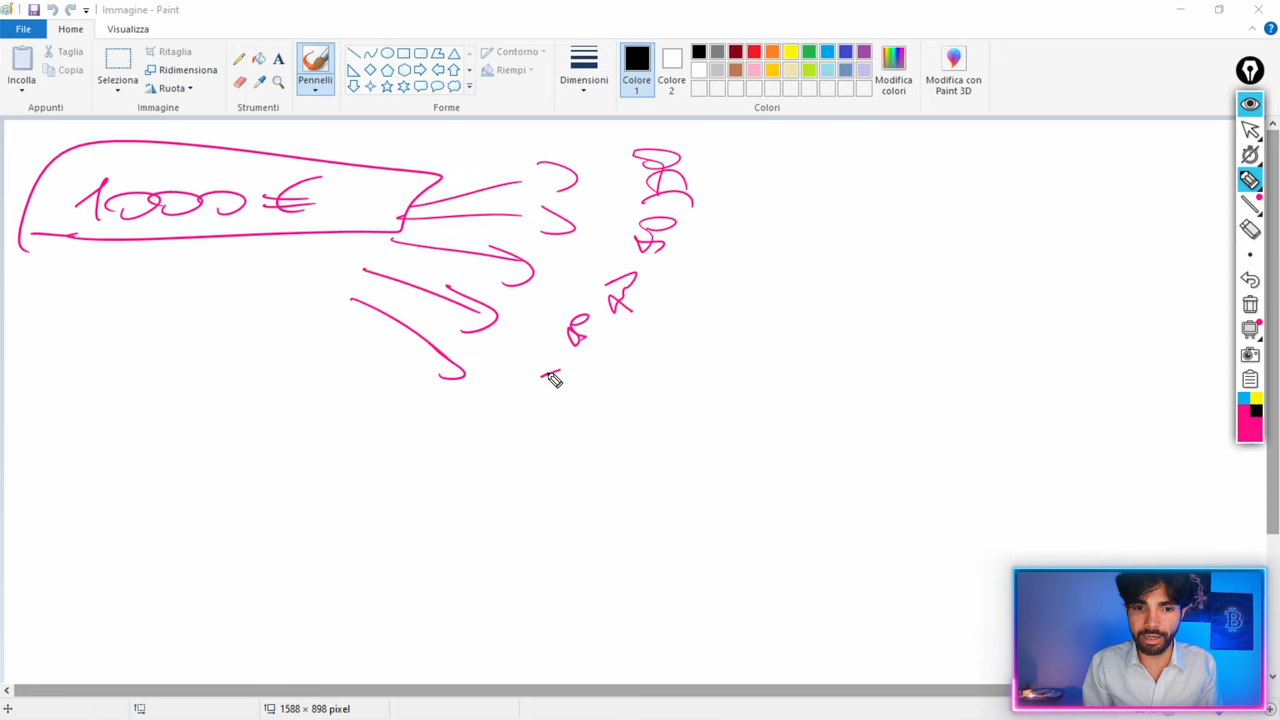 Immagine - Paint
File Home Visualizza
Incolla
Taglia
Copia
Appunti
Seleziona
Ritaglia
Ridimensiona
Ruota
Immagine
Strumenti
Pennelli
Contorno
Riempi
Forme
Dimensioni
Colore 1
Colore 2
Colori
Modifica colori
Modifica con Paint 3D
1000 €
1588 × 898 pixel